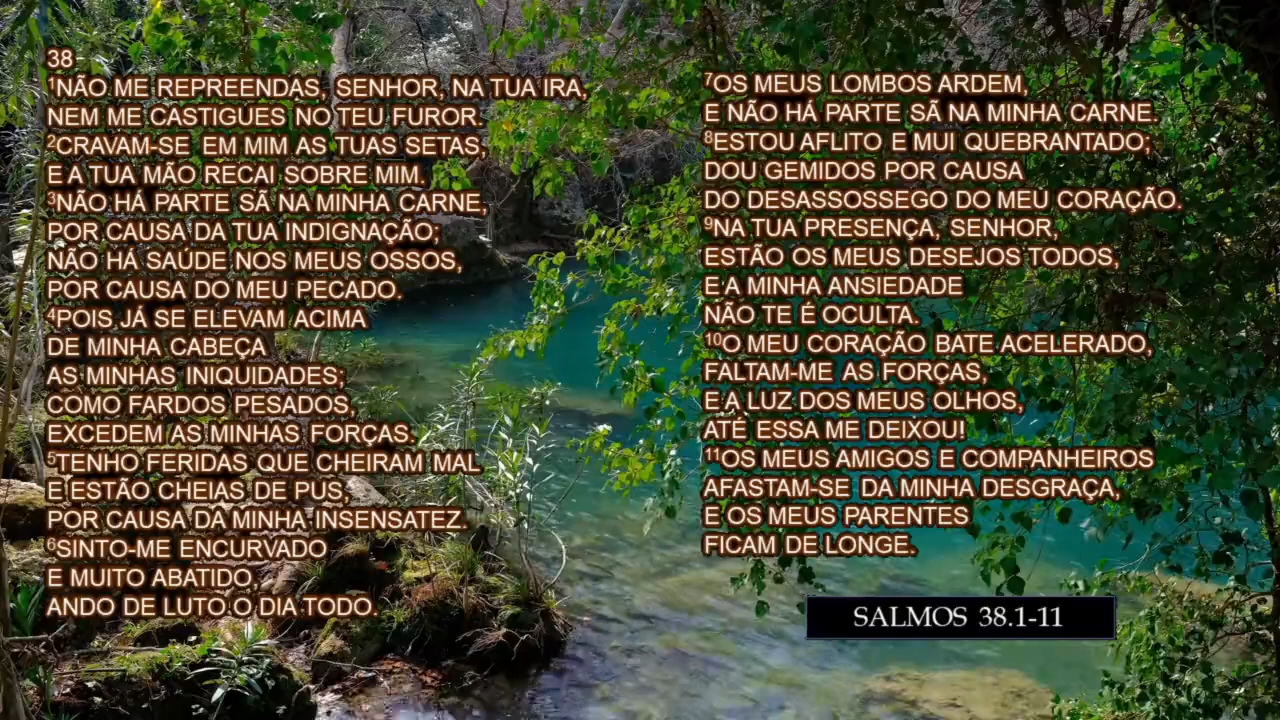 38
¹NÃO ME REPREENDAS, SENHOR, NA TUA IRA,
NEM ME CASTIGUES NO TEU FUROR.
²CRAVAM-SE EM MIM AS TUAS SETAS,
E A TUA MÃO RECAI SOBRE MIM.
³NÃO HÁ PARTE SÃ NA MINHA CARNE,
POR CAUSA DA TUA INDIGNAÇÃO;
NÃO HÁ SAÚDE NOS MEUS OSSOS,
POR CAUSA DO MEU PECADO.
⁴POIS JÁ SE ELEVAM ACIMA
DE MINHA CABEÇA
AS MINHAS INIQUIDADES;
COMO FARDOS PESADOS,
EXCEDEM AS MINHAS FORÇAS.
⁵TENHO FERIDAS QUE CHEIRAM MAL
E ESTÃO CHEIAS DE PUS,
POR CAUSA DA MINHA INSENSATEZ.
⁶SINTO-ME ENCURVADO
E MUITO ABATIDO,
ANDO DE LUTO O DIA TODO.
⁷OS MEUS LOMBOS ARDEM,
E NÃO HÁ PARTE SÃ NA MINHA CARNE.
⁸ESTOU AFLITO E MUI QUEBRANTADO;
DOU GEMIDOS POR CAUSA
DO DESASSOSSEGO DO MEU CORAÇÃO.
⁹NA TUA PRESENÇA, SENHOR,
ESTÃO OS MEUS DESEJOS TODOS,
E A MINHA ANSIEDADE
NÃO TE É OCULTA.
¹⁰O MEU CORAÇÃO BATE ACELERADO,
FALTAM-ME AS FORÇAS,
E A LUZ DOS MEUS OLHOS,
ATÉ ESSA ME DEIXOU!
¹¹OS MEUS AMIGOS E COMPANHEIROS
AFASTAM-SE DA MINHA DESGRAÇA,
E OS MEUS PARENTES
FICAM DE LONGE.
SALMOS 38.1-11